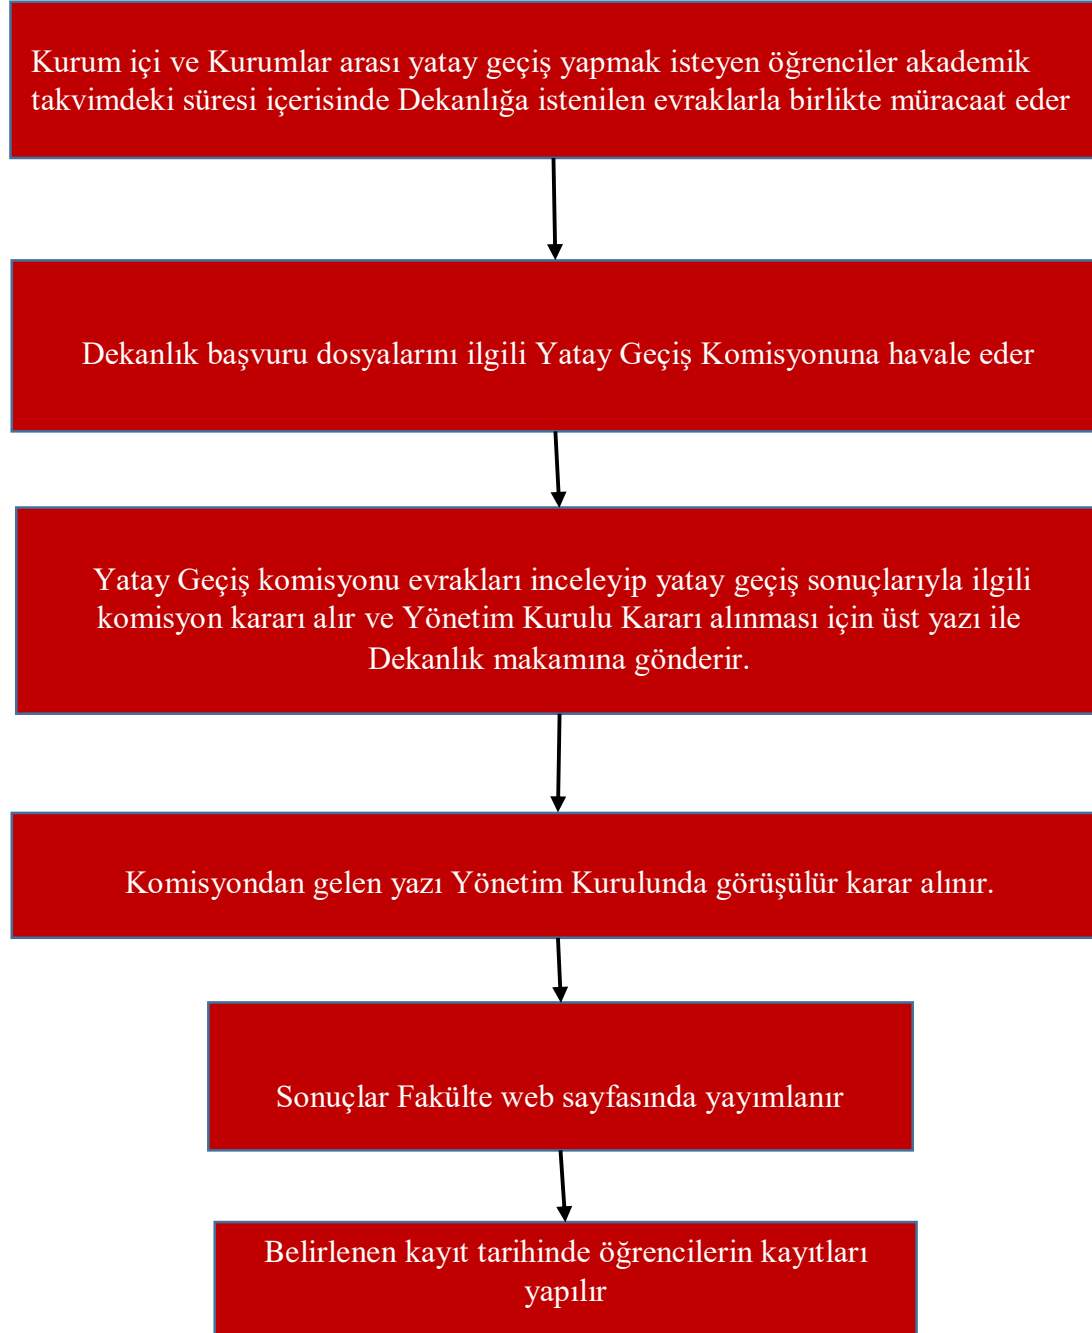 Kurum içi ve Kurumlar arası yatay geçiş yapmak isteyen öğrenciler akademik
takvimdeki süresi içerisinde Dekanlığa istenilen evraklarla birlikte müracaat eder
Dekanlık başvuru dosyalarını ilgili Yatay Geçiş Komisyonuna havale eder
Yatay Geçiş komisyonu evrakları inceleyip yatay geçiş sonuçlarıyla ilgili
komisyon kararı alır ve Yönetim Kurulu Kararı alınması için üst yazı ile
Dekanlık makamına gönderir.
Komisyondan gelen yazı Yönetim Kurulunda görüşülür karar alınır.
Sonuçlar Fakülte web sayfasında yayımlanır
Belirlenen kayıt tarihinde öğrencilerin kayıtları
yapılır